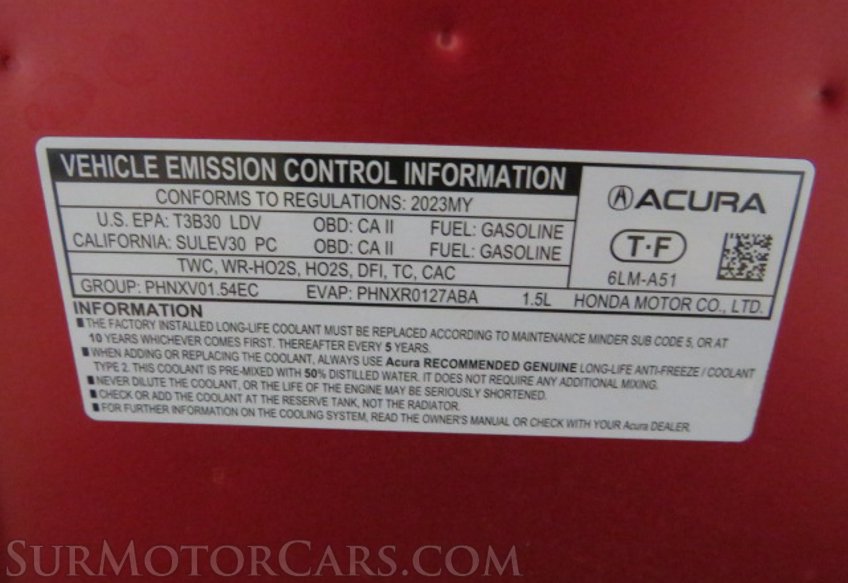 VEHICLE EMISSION CONTROL INFORMATION
CONFORMS TO REGULATIONS: 2023MY
U.S. EPA: T3B30 LDV OBD: CA II FUEL: GASOLINE
CALIFORNIA: SULEV30 PC OBD: CA II FUEL: GASOLINE
TWC, WR-HO2S, HO2S, DFI, TC, CAC
GROUP: PHNXV01.54EC EVAP: PHNXR0127ABA 1.5L
ACURA
T·F
6LM-A51
HONDA MOTOR CO., LTD.
INFORMATION
■THE FACTORY INSTALLED LONG-LIFE COOLANT MUST BE REPLACED ACCORDING TO MAINTENANCE MINDER SUB CODE 5, OR AT
10 YEARS WHICHEVER COMES FIRST. THEREAFTER EVERY 5 YEARS.
■WHEN ADDING OR REPLACING THE COOLANT, ALWAYS USE Acura RECOMMENDED GENUINE LONG-LIFE ANTI-FREEZE / COOLANT
TYPE 2. THIS COOLANT IS PRE-MIXED WITH 50% DISTILLED WATER. IT DOES NOT REQUIRE ANY ADDITIONAL MIXING.
■NEVER DILUTE THE COOLANT, OR THE LIFE OF THE ENGINE MAY BE SERIOUSLY SHORTENED.
■CHECK OR ADD THE COOLANT AT THE RESERVE TANK, NOT THE RADIATOR.
■FOR FURTHER INFORMATION ON THE COOLING SYSTEM, READ THE OWNER'S MANUAL OR CHECK WITH YOUR Acura DEALER.
SURMOTORCARS.COM